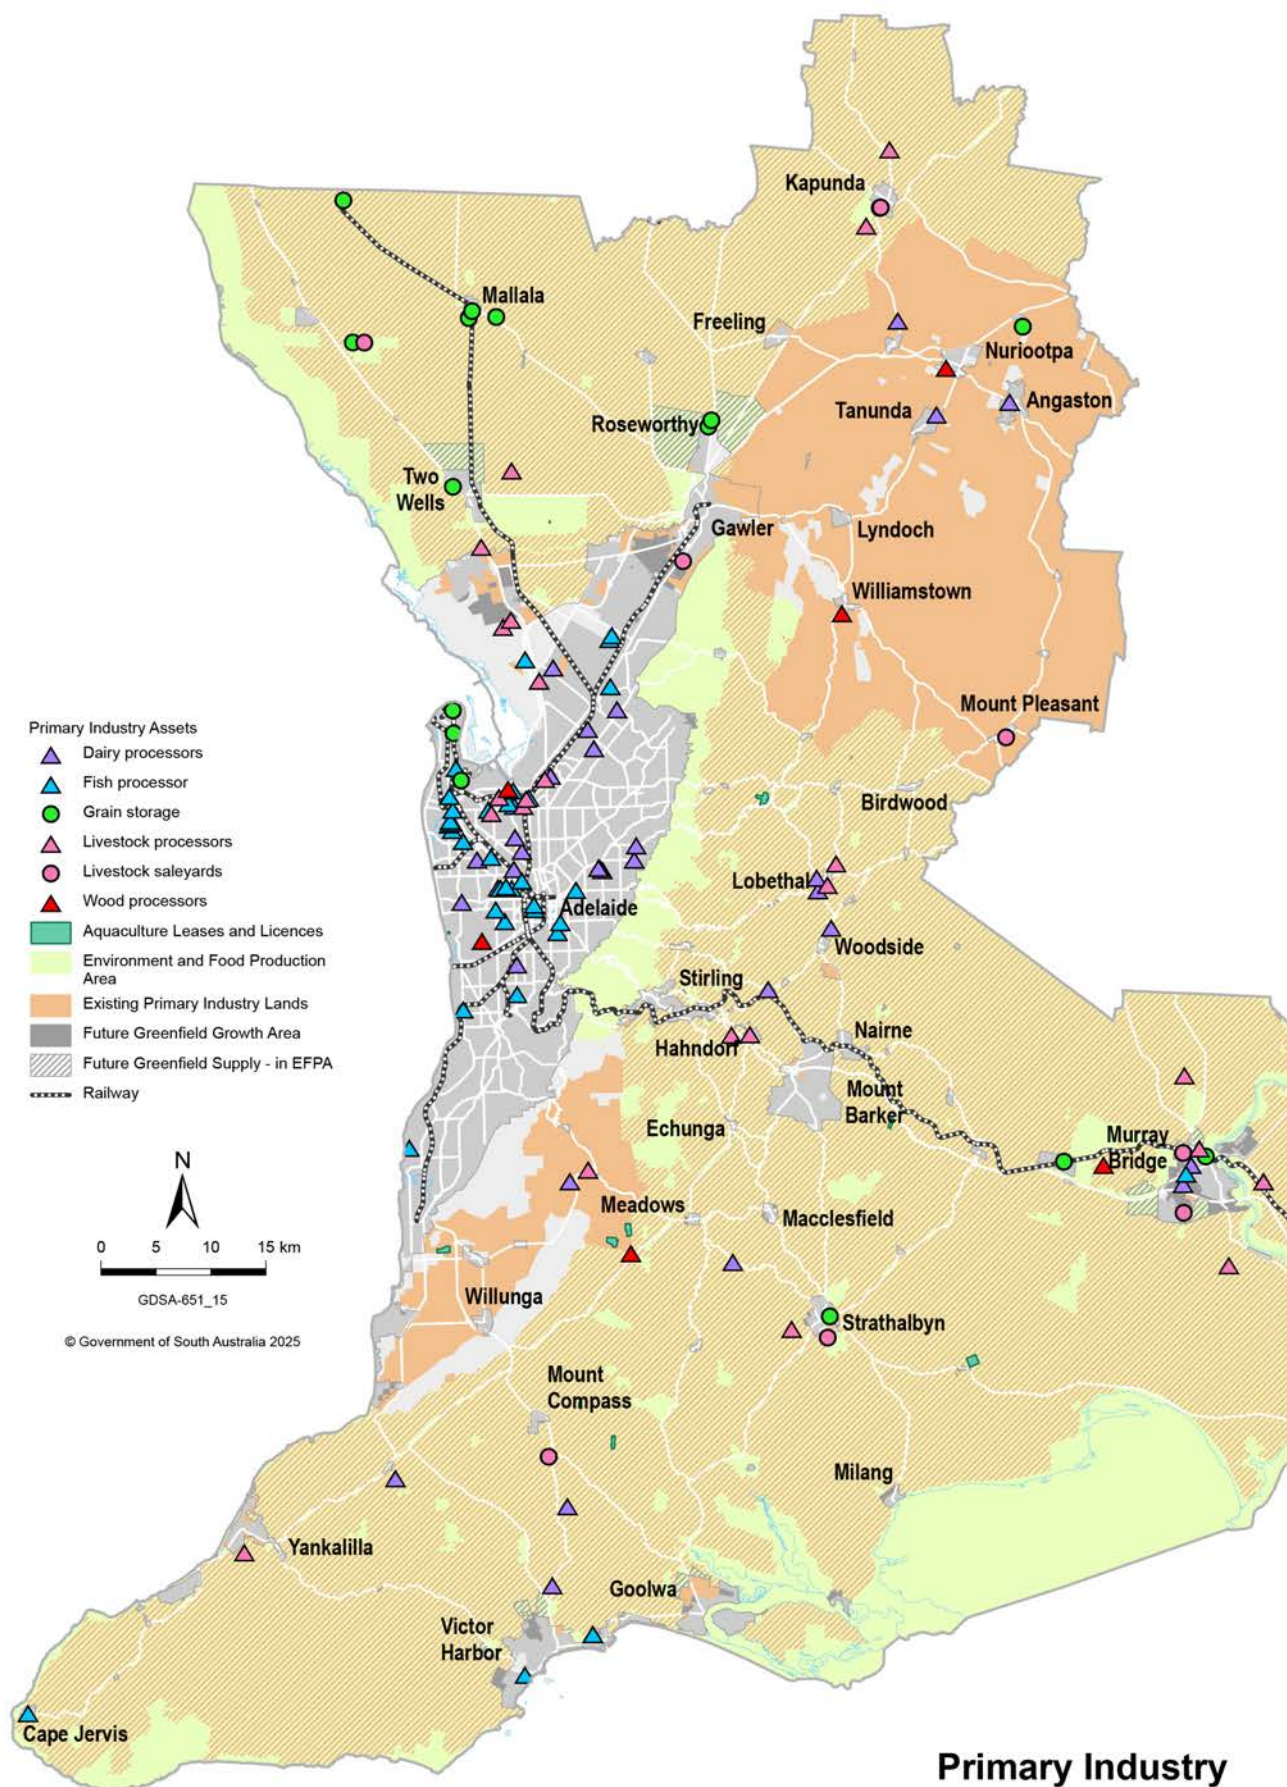 Kapunda
Mallala
Freeling
Nuriootpa
Tanunda
Angaston
Roseworthy
Two
Wells
Gawler
Lyndoch
Williamstown
Mount Pleasant
Birdwood
Primary Industry Assets
Dairy processors
Fish processor
Grain storage
Livestock processors
Livestock saleyards
Wood processors
Aquaculture Leases and Licences
Environment and Food Production
Area
Existing Primary Industry Lands
Future Greenfield Growth Area
Future Greenfield Supply - in EFPA
Railway
Lobethal
Adelaide
Woodside
Stirling
Nairne
Hahndorf
Mount
Barker
Echunga
Murray
Bridge
N
0 5 10 15 km
GDSA-651_15
© Government of South Australia 2025
Meadows
Macclesfield
Willunga
Strathalbyn
Mount
Compass
Milang
Yankalilla
Goolwa
Victor
Harbor
Cape Jervis
Primary Industry